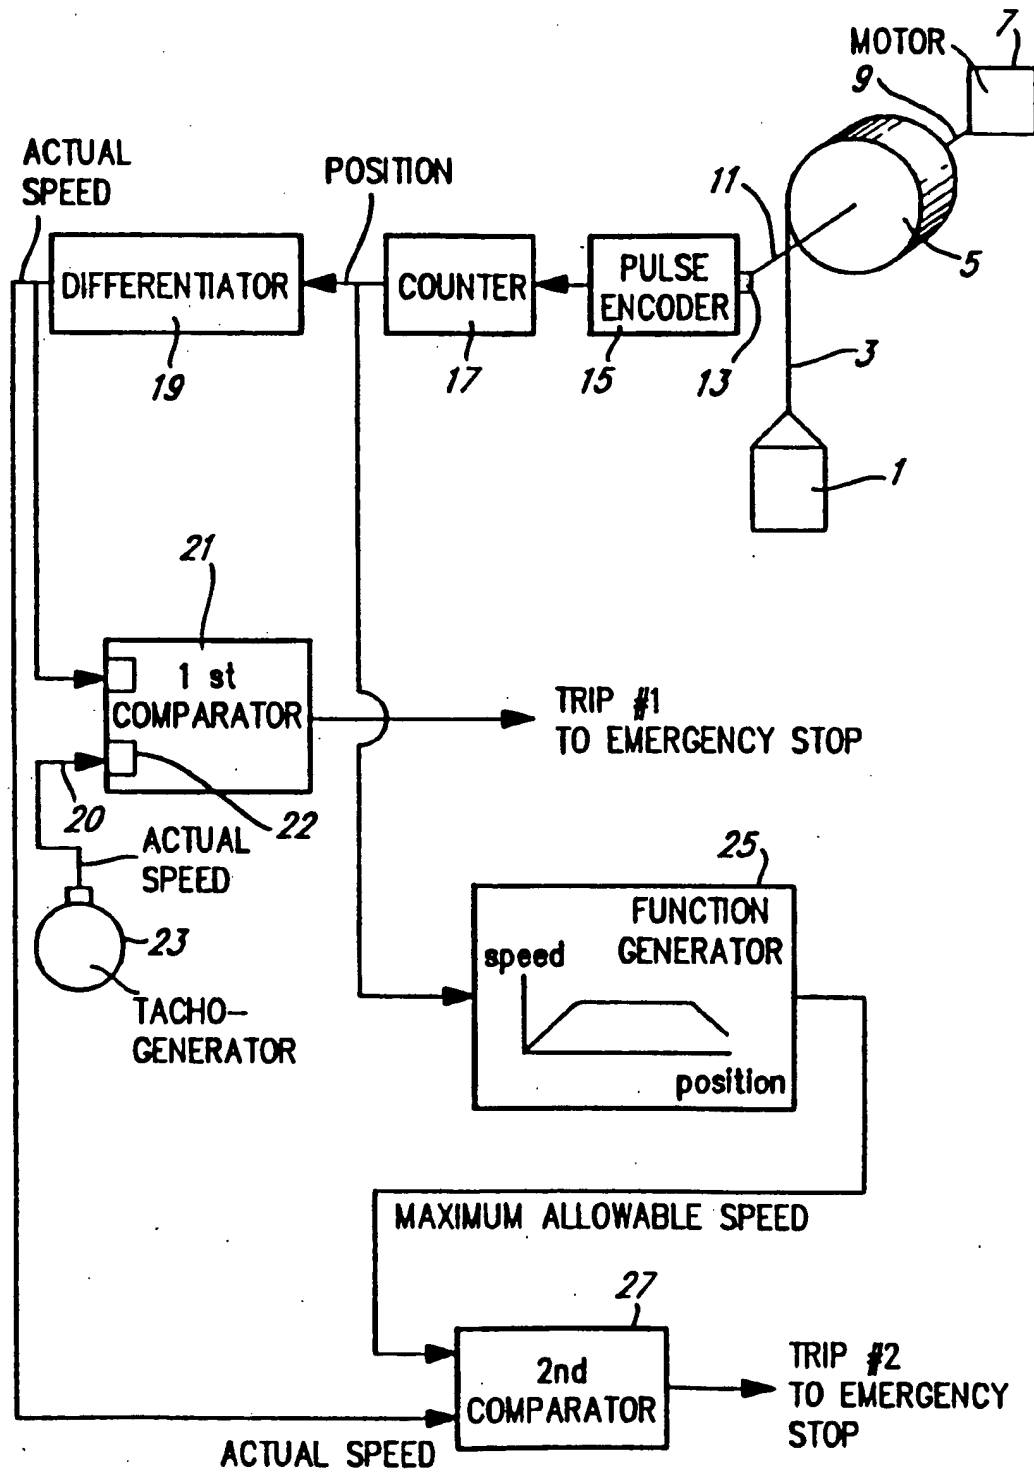 7
MOTOR
9
ACTUAL
SPEED
POSITION
11
5
DIFFERENTIATOR
COUNTER
PULSE
ENCODER
19
17
15
13
3
1
21
1 st
COMPARATOR
TRIP #1
TO EMERGENCY STOP
20
22
ACTUAL
SPEED
23
TACHO-
GENERATOR
25
FUNCTION
GENERATOR
speed
position
MAXIMUM ALLOWABLE SPEED
27
2nd
COMPARATOR
TRIP #2
TO EMERGENCY
STOP
ACTUAL SPEED